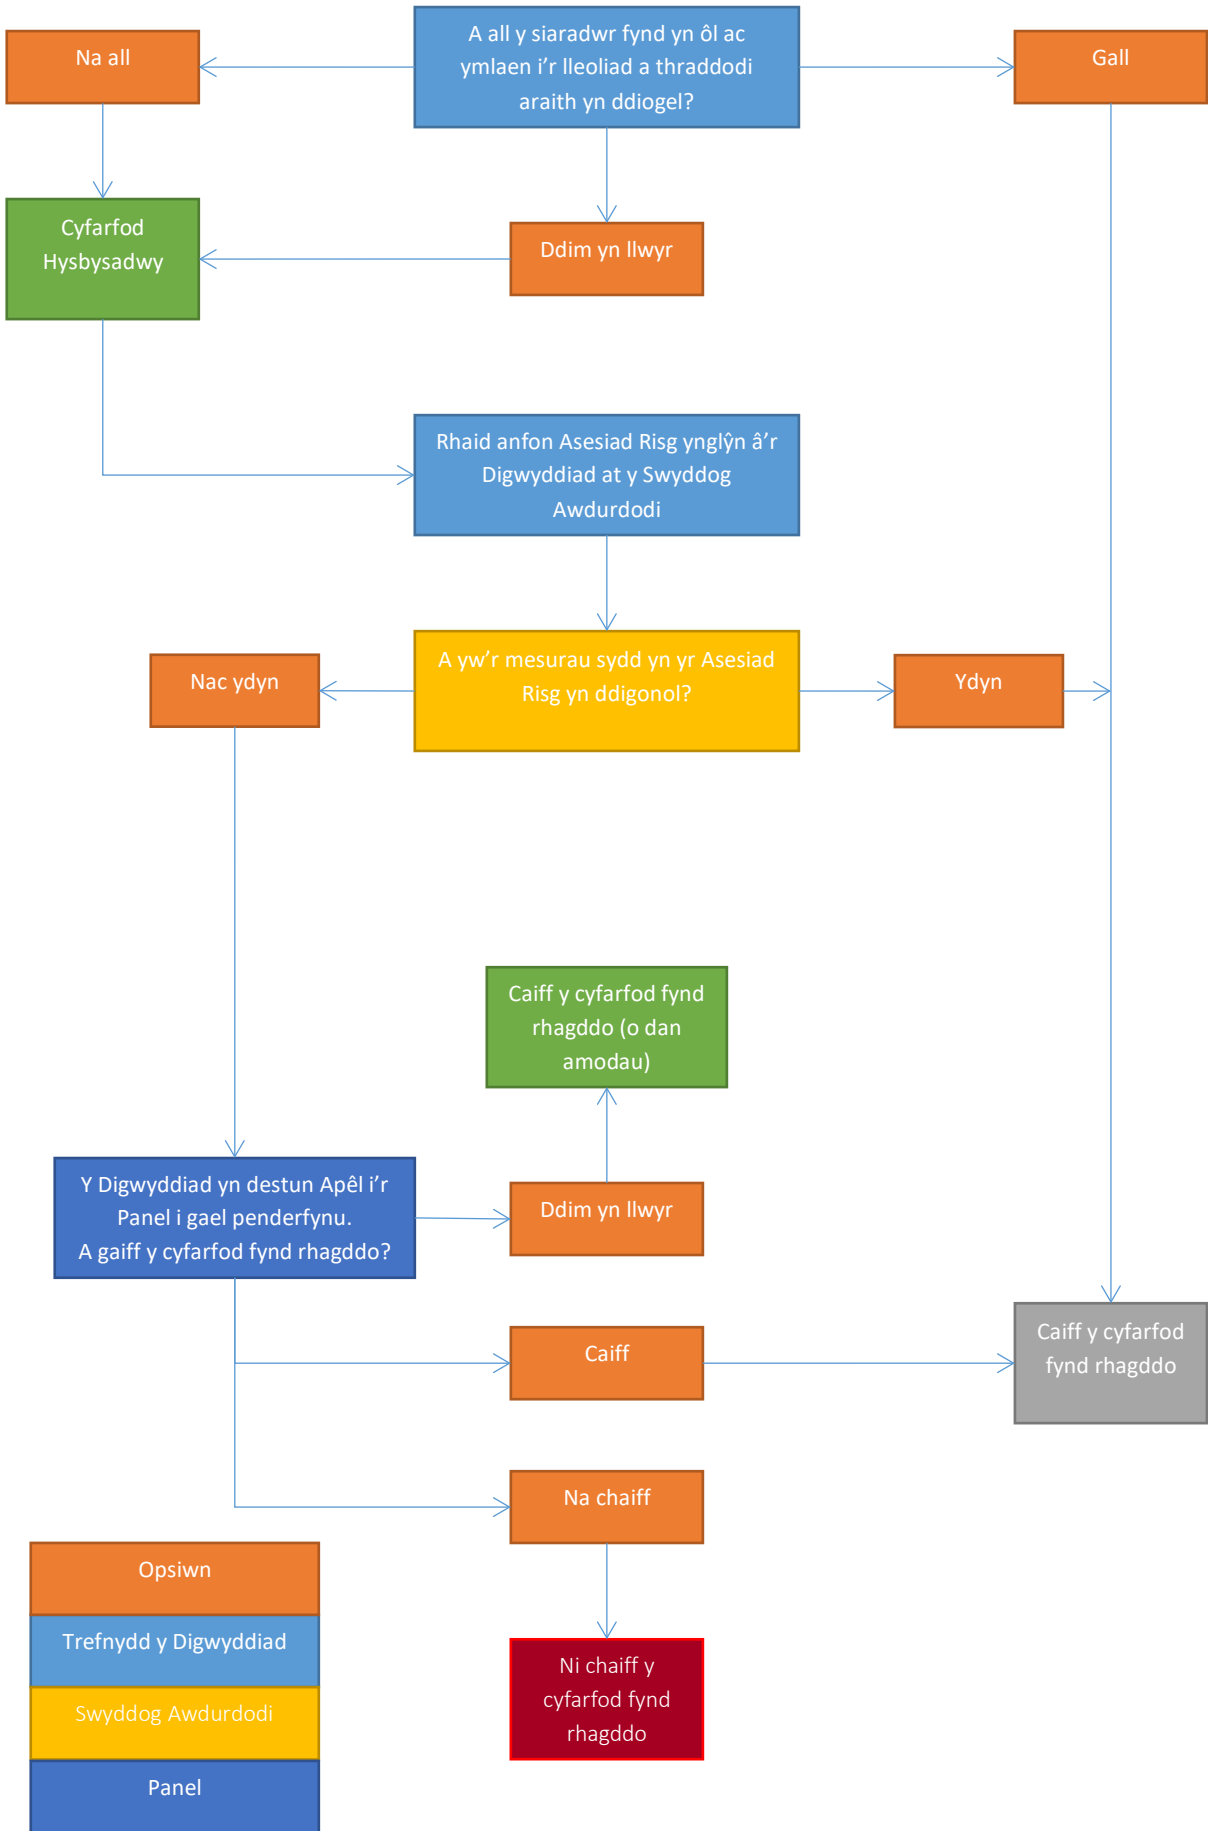 A all y siaradwr fynd yn ôl ac
ymlaen i'r lleoliad a thraddodi
araith yn ddiogel?
Na all
Gall
Cyfarfod
Hysbysadwy
Ddim yn llwyr
Rhaid anfon Asesiad Risg ynglŷn â'r
Digwyddiad at y Swyddog
Awdurdodi
A yw'r mesurau sydd yn yr Asesiad
Risg yn ddigonol?
Nac ydyn
Ydyn
Caiff y cyfarfod fynd
rhagddo (o dan
amodau)
Y Digwyddiad yn destun Apêl i'r
Panel i gael penderfynu.
A gaiff y cyfarfod fynd rhagddo?
Ddim yn llwyr
Caiff
Caiff y cyfarfod
fynd rhagddo
Na chaiff
Ni chaiff y
cyfarfod fynd
rhagddo
Opsiwn
Trefnydd y Digwyddiad
Swyddog Awdurdodi
Panel